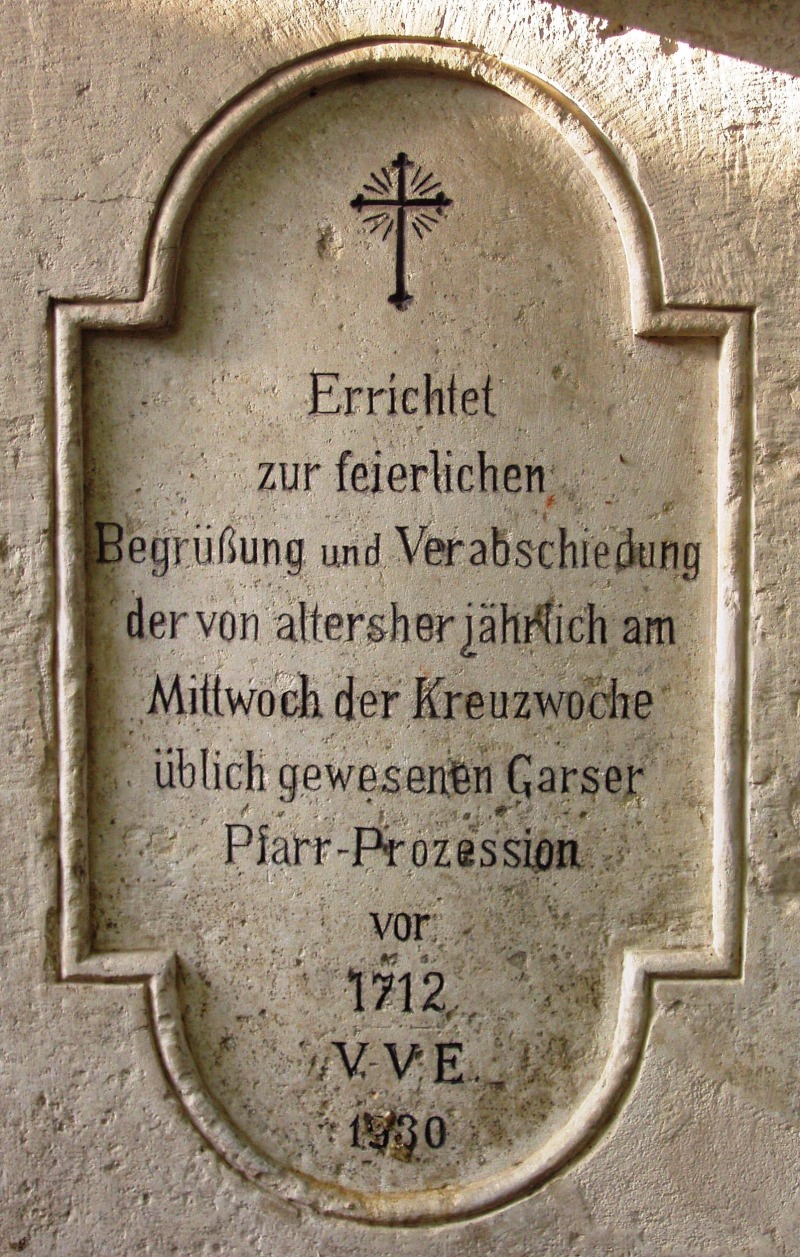 Errichtet
zur feierlichen
Begrüßung und Verabschiedung
der von altersher jährlich am
Mittwoch der Kreuzwoche
üblich gewesenen Garser
Pfarr-Prozession
vor
1712
V. V. E.
1930